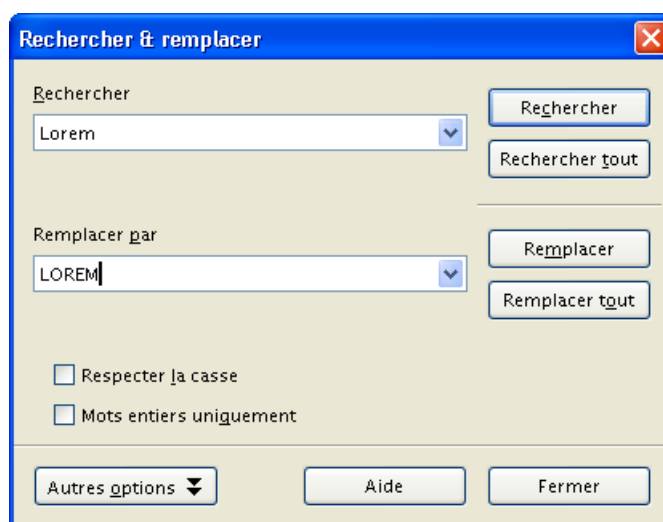 Rechercher & remplacer
Rechercher
Lorem
Rechercher
Rechercher tout
Remplacer par
LOREM
Remplacer
Remplacer tout
Respecter la casse
Mots entiers uniquement
Autres options
Aide
Fermer